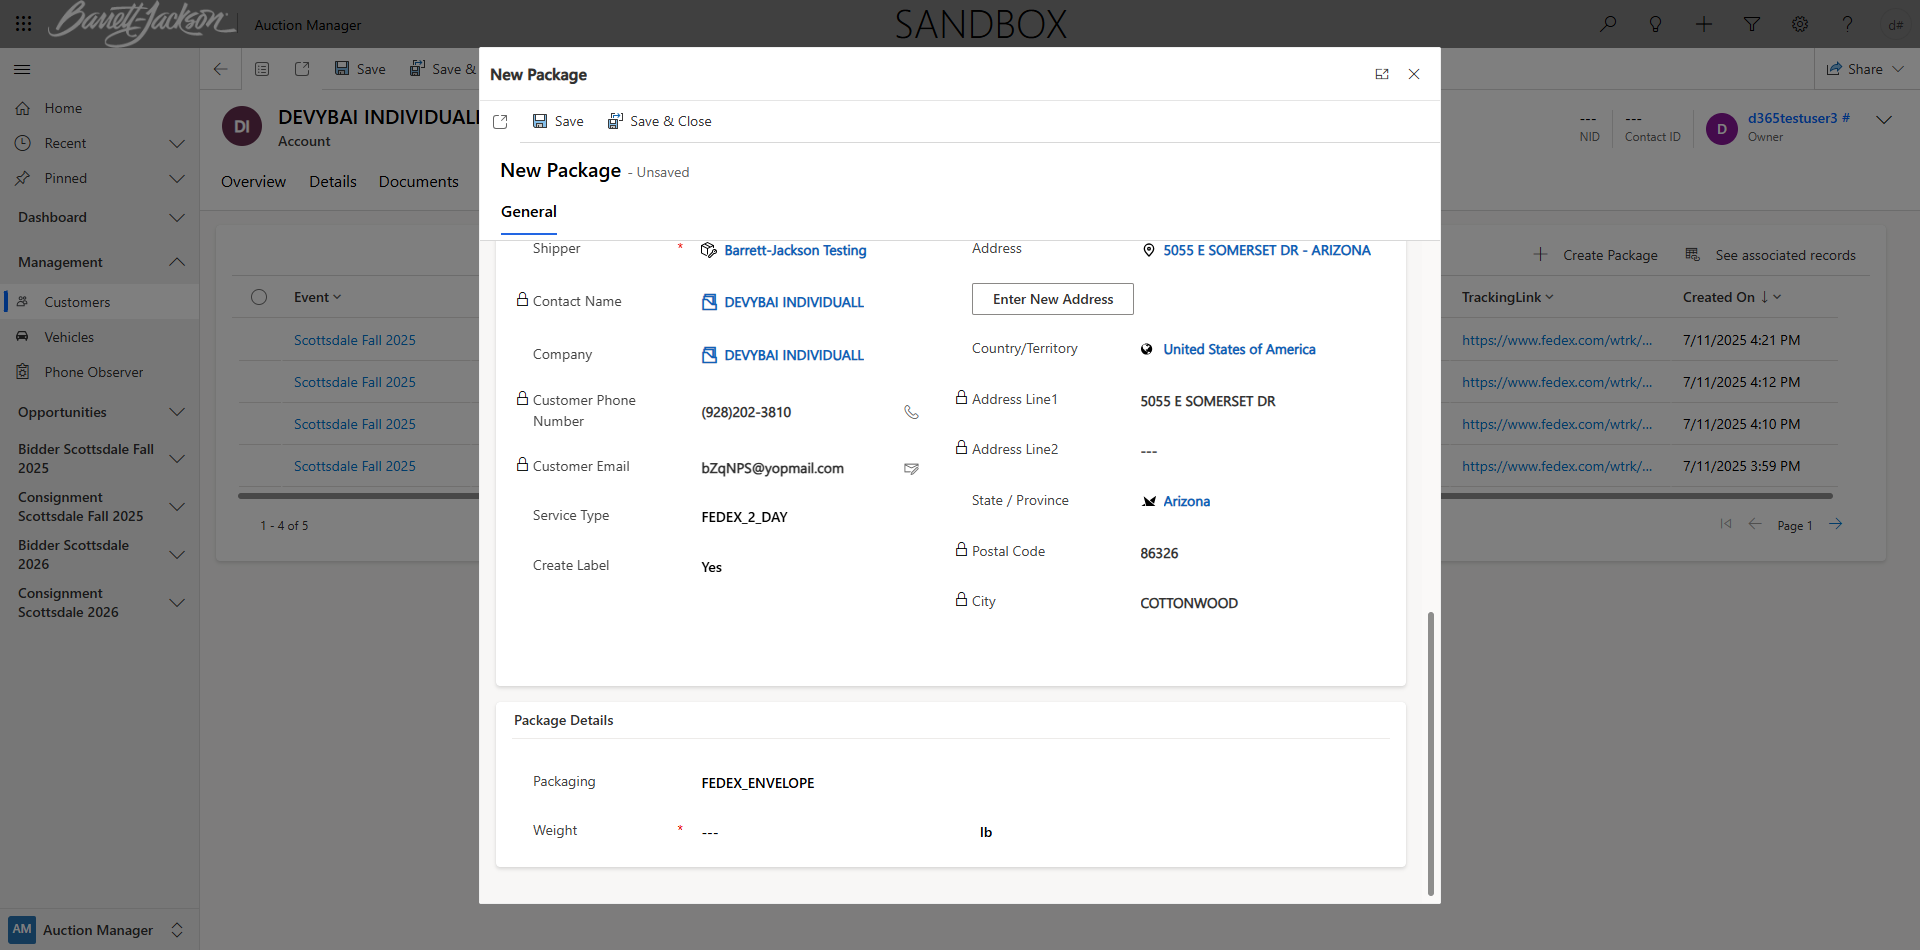 Barrett-Jackson
Auction Manager
SANDBOX
d#
Save
Save &
Share
New Package
Save
Save & Close
New Package - Unsaved
General
Home
Recent
Pinned
Dashboard
Management
Customers
Vehicles
Phone Observer
Opportunities
Bidder Scottsdale Fall
2025
Consignment
Scottsdale Fall 2025
Bidder Scottsdale
2026
Consignment
Scottsdale 2026
AM
Auction Manager
DI
DEVYBAI INDIVIDUALL
Account
Overview
Details
Documents
---
NID
---
Contact ID
D
d365testuser3 #
Owner
Event
Scottsdale Fall 2025
Scottsdale Fall 2025
Scottsdale Fall 2025
Scottsdale Fall 2025
1 - 4 of 5
Shipper * Barrett-Jackson Testing
Contact Name DEVYBAI INDIVIDUALL
Company DEVYBAI INDIVIDUALL
Customer Phone
Number
(928)202-3810
Customer Email bZqNPS@yopmail.com
Service Type FEDEX_2_DAY
Create Label Yes
Address 5055 E SOMERSET DR - ARIZONA
Enter New Address
Country/Territory United States of America
Address Line1 5055 E SOMERSET DR
Address Line2 ---
State / Province Arizona
Postal Code 86326
City COTTONWOOD
Package Details
Packaging FEDEX_ENVELOPE
Weight * --- lb
Create Package
See associated records
TrackingLink Created On
https://www.fedex.com/wtrk/... 7/11/2025 4:21 PM
https://www.fedex.com/wtrk/... 7/11/2025 4:12 PM
https://www.fedex.com/wtrk/... 7/11/2025 4:10 PM
https://www.fedex.com/wtrk/... 7/11/2025 3:59 PM
Page 1